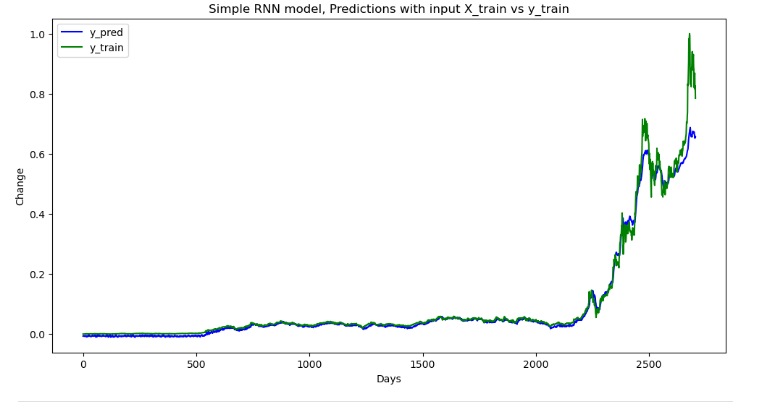 Simple RNN model, Predictions with input X_train vs y_train
y_pred
y_train
1.0
0.8
0.6
0.4
0.2
0.0
Change
0 500 1000 1500 2000 2500
Days